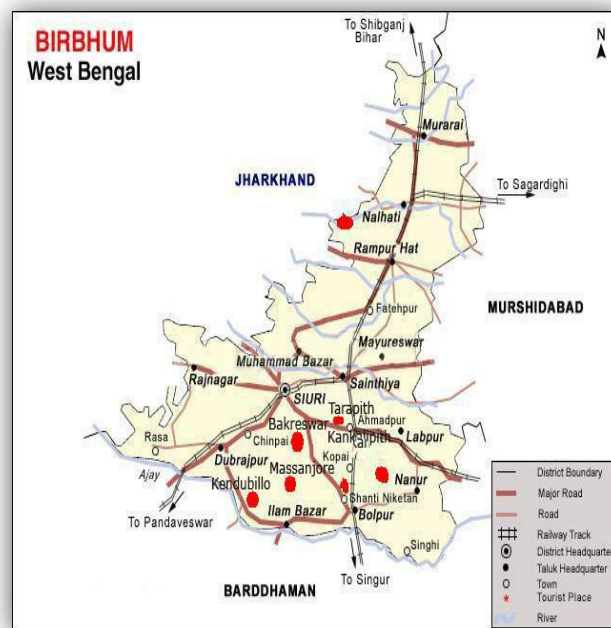 BIRBHUM
West Bengal
To Shibganj
Bihar
N
Murarai
JHARKHAND
To Sagardighi
Nalhati
Rampur Hat
MURSHIDABAD
Fatehpur
Mayureswar
Muhammad Bazar
Rajnagar
Sainthiya
SIURI
Tarapith
Ahmadpur
Bakreswar
Kankalipith
Labpur
Rasa
Chinpai
Kopai
Dubrajpur
Massanjore
Ajay
Kendubillo
Nanur
Shanti Niketan
To Pandaveswar
Ilam Bazar
Bolpur
Singhi
To Singur
BARDDHAMAN
District Boundary
Major Road
Road
Railway Track
District Headquarte
Taluk Headquarter
Town
Tourist Place
River